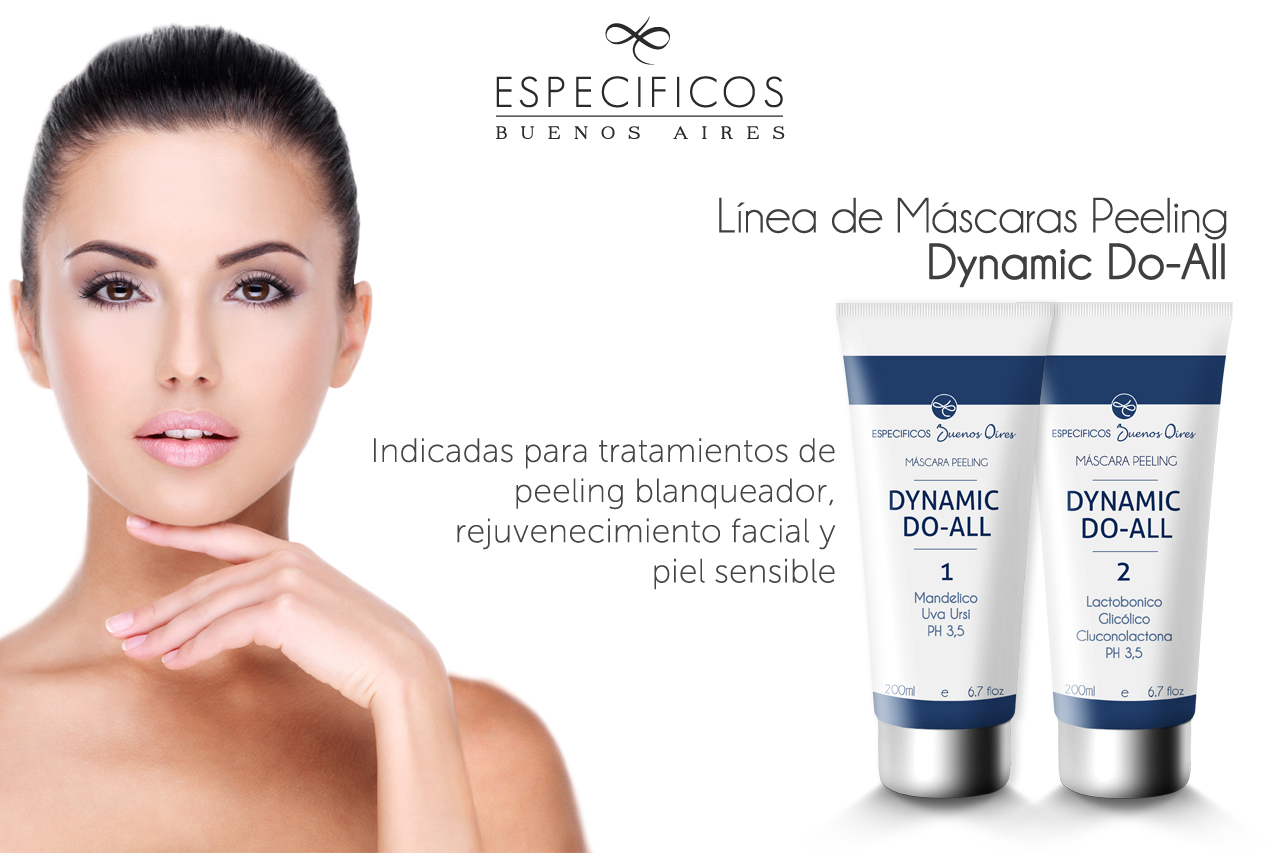 ESPECIFICOS
BUENOS AIRES
Línea de Máscaras Peeling
Dynamic Do-All
Indicadas para tratamientos de
peeling blanqueador,
rejuvenecimiento facial y
piel sensible
ESPECIFICOS Buenos Aires
MÁSCARA PEELING
DYNAMIC
DO-ALL
1
Mandelico
Uva Ursi
PH 3,5
200ml e 6.7 floz
ESPECIFICOS Buenos Aires
MÁSCARA PEELING
DYNAMIC
DO-ALL
2
Lactobonico
Glicólico
Cluconolactona
PH 3,5
200ml e 6.7 floz